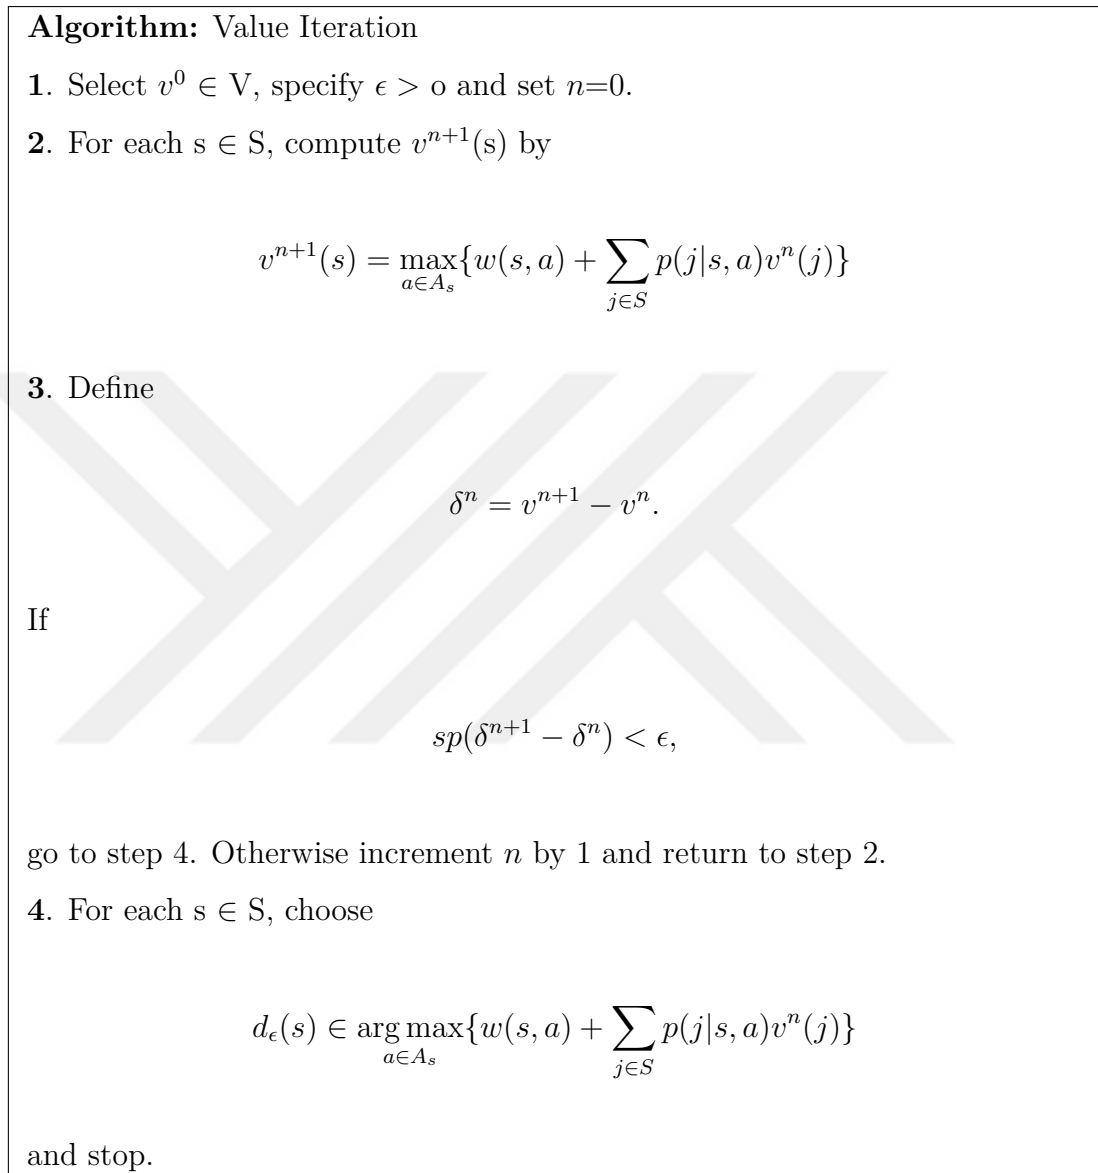 Algorithm: Value Iteration
1. Select v^0 ∈ V, specify ϵ > o and set n=0.
2. For each s ∈ S, compute v^{n+1}(s) by
v^{n+1}(s) = max_{a∈A_s} {w(s, a) + ∑_{j∈S} p(j|s, a)v^n(j)}
3. Define
δ^n = v^{n+1} − v^n.
If
sp(δ^{n+1} − δ^n) < ϵ,
go to step 4. Otherwise increment n by 1 and return to step 2.
4. For each s ∈ S, choose
d_ϵ(s) ∈ arg max_{a∈A_s} {w(s, a) + ∑_{j∈S} p(j|s, a)v^n(j)}
and stop.